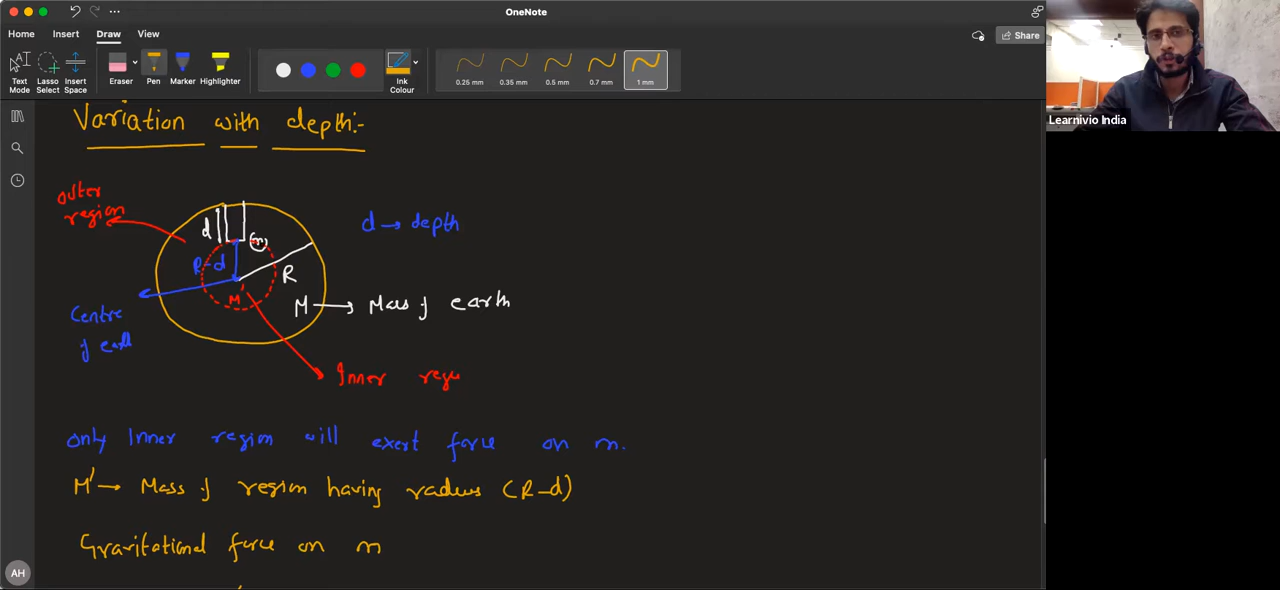 OneNote
Home Insert Draw View
Share
Text Mode
Lasso Select
Insert Space
Eraser
Pen
Marker
Highlighter
Ink Colour
0.25 mm
0.35 mm
0.5 mm
0.7 mm
1 mm
Learnivio India
Variation with depth:-
outer region
d
m
d → depth
R-d
R
M'
M → Mass of earth
Centre of earth
Inner regi
only Inner region will exert force on m.
M' → Mass of region having radius (R-d)
Gravitational force on m
AH